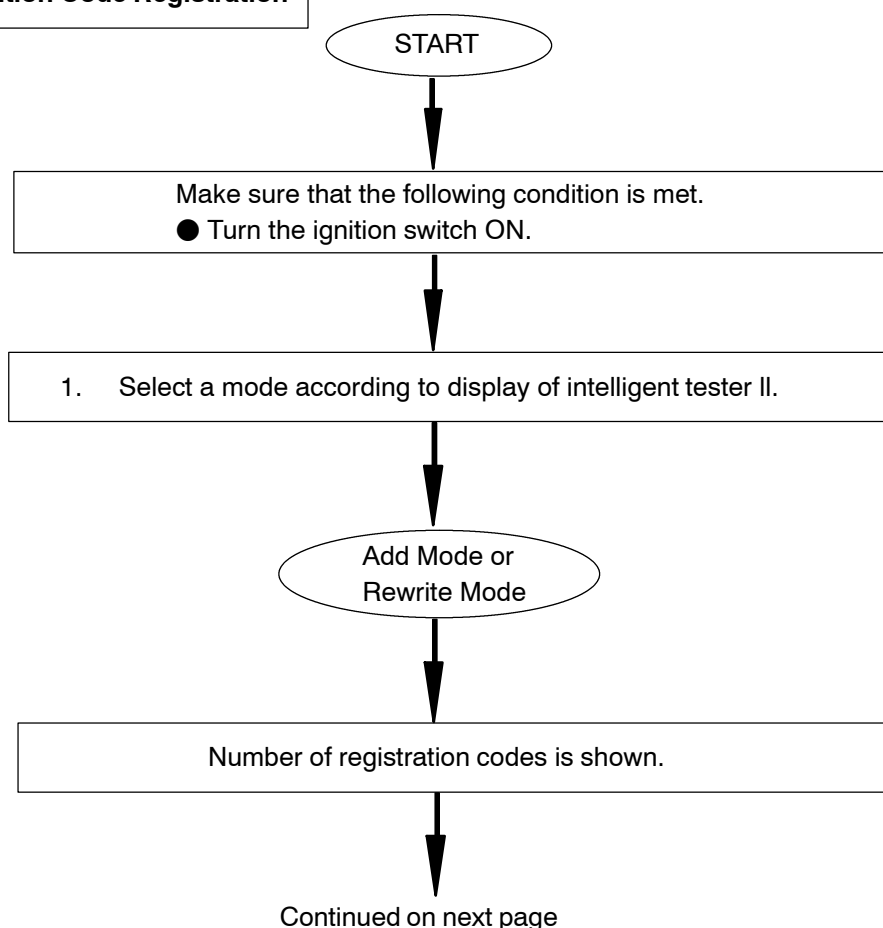 Code Registration
START
Make sure that the following condition is met.
● Turn the ignition switch ON.
1. Select a mode according to display of intelligent tester II.
Add Mode or
Rewrite Mode
Number of registration codes is shown.
Continued on next page